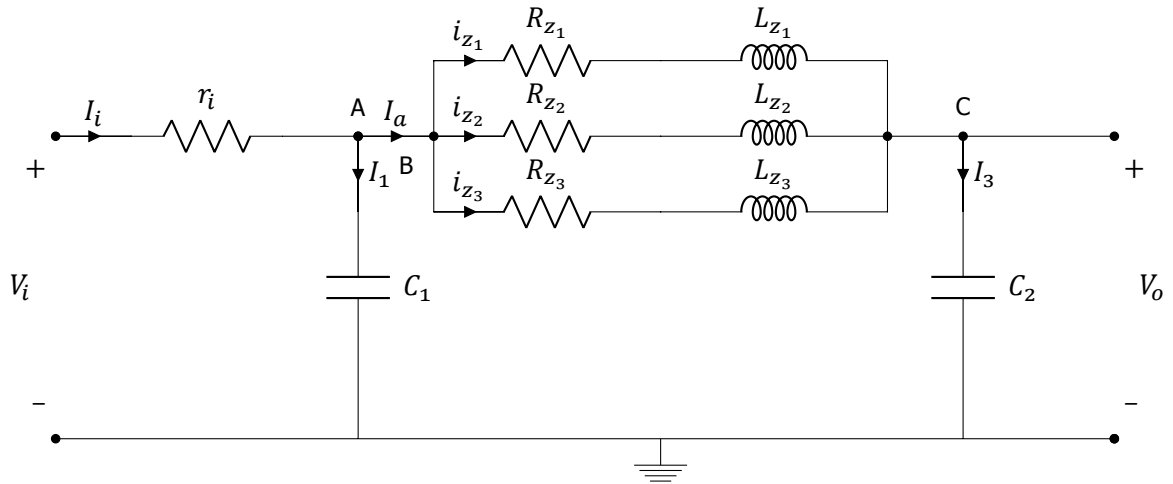 i_{z_1} R_{z_1} L_{z_1}
I_i r_i A I_a i_{z_2} R_{z_2} L_{z_2} C
+ I_1 B i_{z_3} R_{z_3} L_{z_3} I_3 +
V_i C_1 C_2 V_o
– –